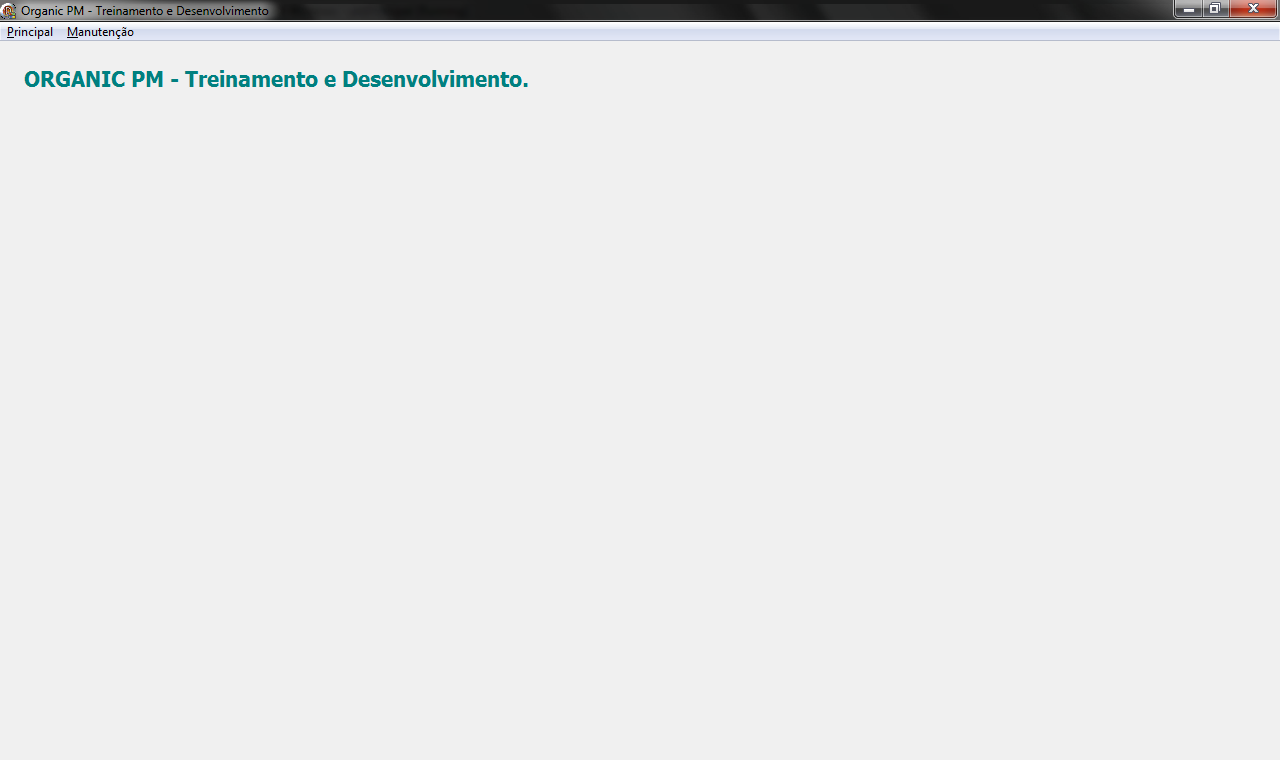 Organic PM - Treinamento e Desenvolvimento
Principal Manutenção
ORGANIC PM - Treinamento e Desenvolvimento.